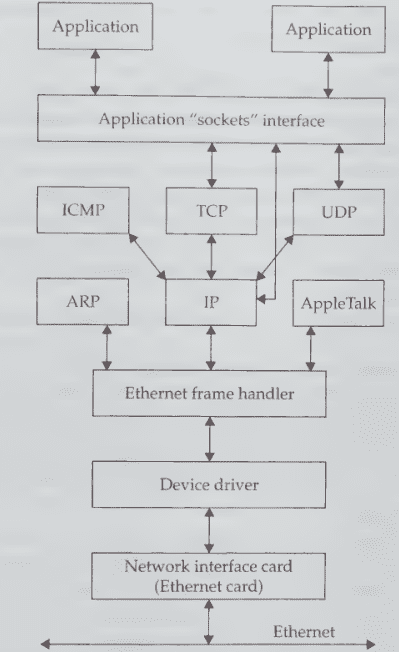 Application
Application
Application "sockets" interface
ICMP
TCP
UDP
ARP
IP
AppleTalk
Ethernet frame handler
Device driver
Network interface card
(Ethernet card)
Ethernet